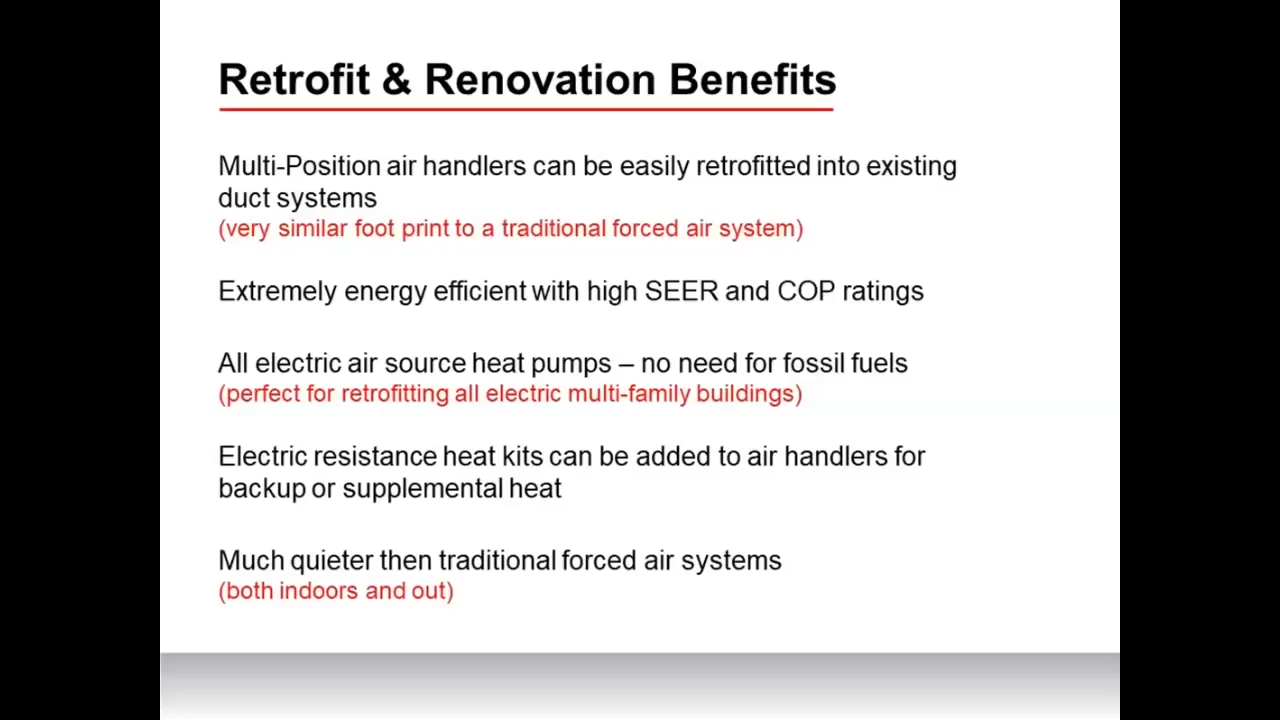 Retrofit & Renovation Benefits
Multi-Position air handlers can be easily retrofitted into existing
duct systems
(very similar foot print to a traditional forced air system)
Extremely energy efficient with high SEER and COP ratings
All electric air source heat pumps – no need for fossil fuels
(perfect for retrofitting all electric multi-family buildings)
Electric resistance heat kits can be added to air handlers for
backup or supplemental heat
Much quieter then traditional forced air systems
(both indoors and out)